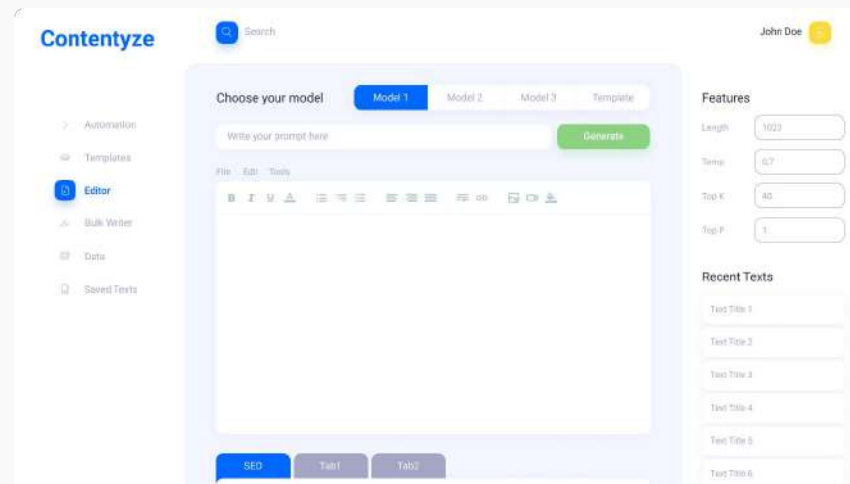 Contentyze
Search
John Doe
Automation
Templates
Editor
Bulk Writer
Data
Saved Texts
Choose your model
Model 1
Model 2
Model 3
Template
Write your prompt here
Generate
File Edit Tools
B I U A
SEO
Tab1
Tab2
Features
Length 1023
Temp 0.7
Top K 40
Top P 1
Recent Texts
Text Title 1
Text Title 2
Text Title 3
Text Title 4
Text Title 5
Text Title 6